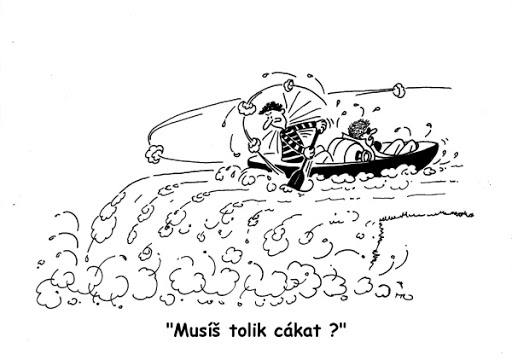 "Musíš tolik cákat ?"